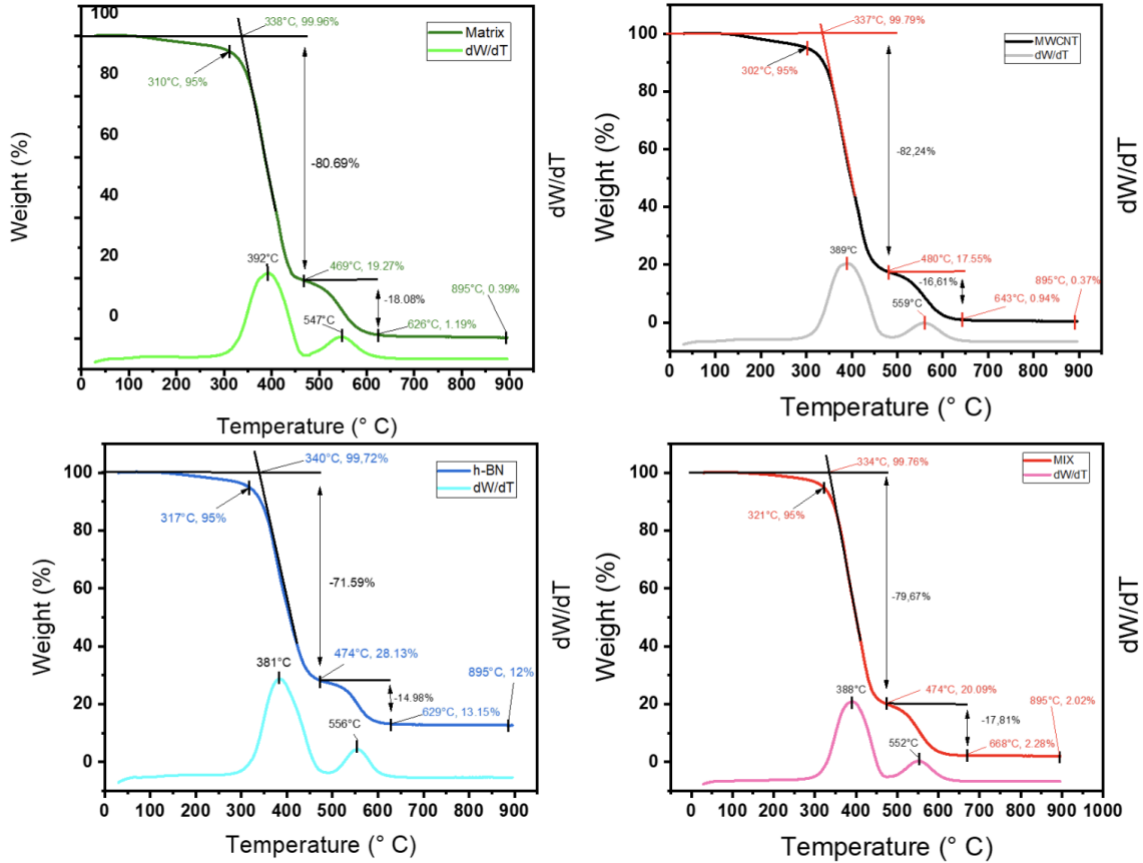 100
338°C, 99.96%
Matrix
dW/dT
80
310°C, 95%
60
-80.69%
40
392°C
20
469°C, 19.27%
-18.08%
895°C, 0.39%
547°C
0
626°C, 1.19%
Weight (%)
dW/dT
0 100 200 300 400 500 600 700 800 900
Temperature (° C)
337°C, 99.79%
MWCNT
dW/dT
100
302°C, 95%
80
-82,24%
60
40
389°C
480°C, 17.55%
20
-16,61%
895°C, 0.37%
559°C
643°C, 0.94%
0
Weight (%)
dW/dT
0 100 200 300 400 500 600 700 800 900
Temperature (° C)
340°C, 99,72%
h-BN
dW/dT
100
317°C, 95%
80
-71.59%
60
40
381°C
474°C, 28.13%
895°C, 12%
-14.98%
20
556°C
629°C, 13.15%
0
Weight (%)
dW/dT
0 100 200 300 400 500 600 700 800 900
Temperature (° C)
334°C, 99.76%
MIX
dW/dT
100
321°C, 95%
80
-79,67%
60
40
388°C
474°C, 20.09%
895°C, 2.02%
20
-17,81%
552°C
668°C, 2.28%
0
Weight (%)
dW/dT
0 100 200 300 400 500 600 700 800 900 1000
Temperature (° C)